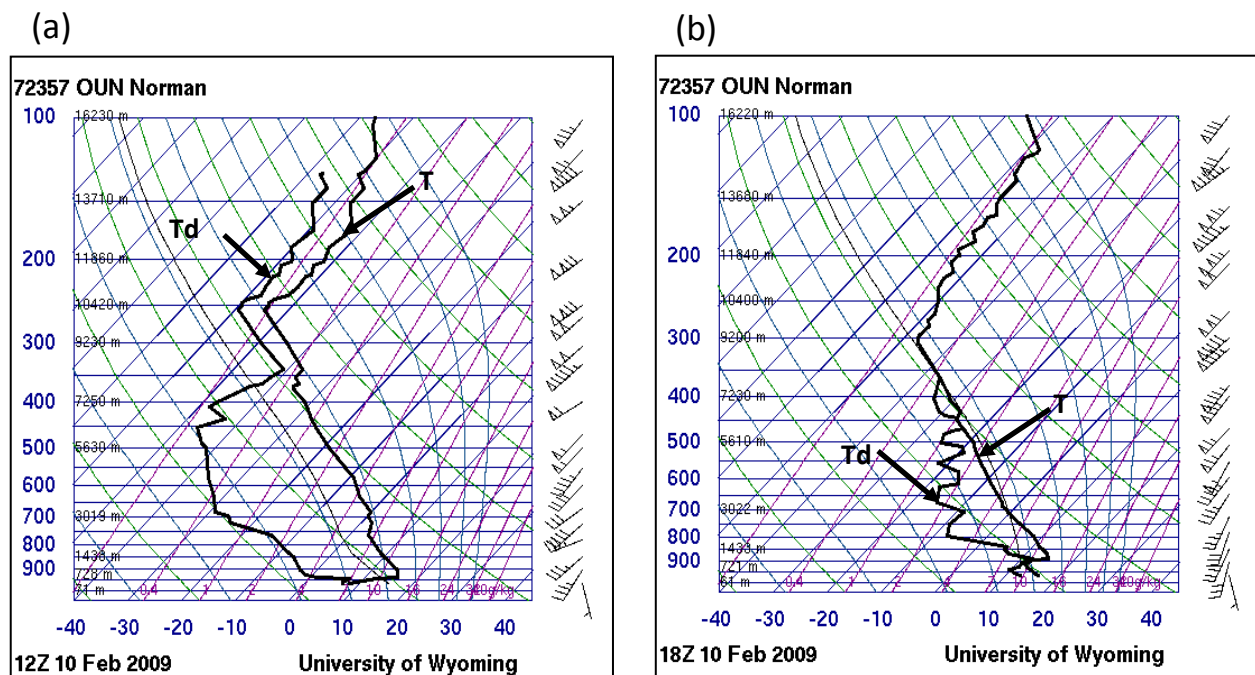 (a)
72357 OUN Norman
100
16230 m
13710 m
T
Td
200
11860 m
10420 m
300
9230 m
400
7250 m
500
5630 m
600
700
3019 m
800
1438 m
900
728 m
61 m
0.4 1 2 4 7 10 16 24 32 40g/kg
-40 -30 -20 -10 0 10 20 30 40
12Z 10 Feb 2009 University of Wyoming
(b)
72357 OUN Norman
100
16220 m
13680 m
200
11840 m
10400 m
300
9200 m
400
7230 m
T
500
5610 m
Td
600
700
3022 m
800
1433 m
900
721 m
61 m
0.4 1 2 4 7 10 16 24 32 40g/kg
-40 -30 -20 -10 0 10 20 30 40
18Z 10 Feb 2009 University of Wyoming